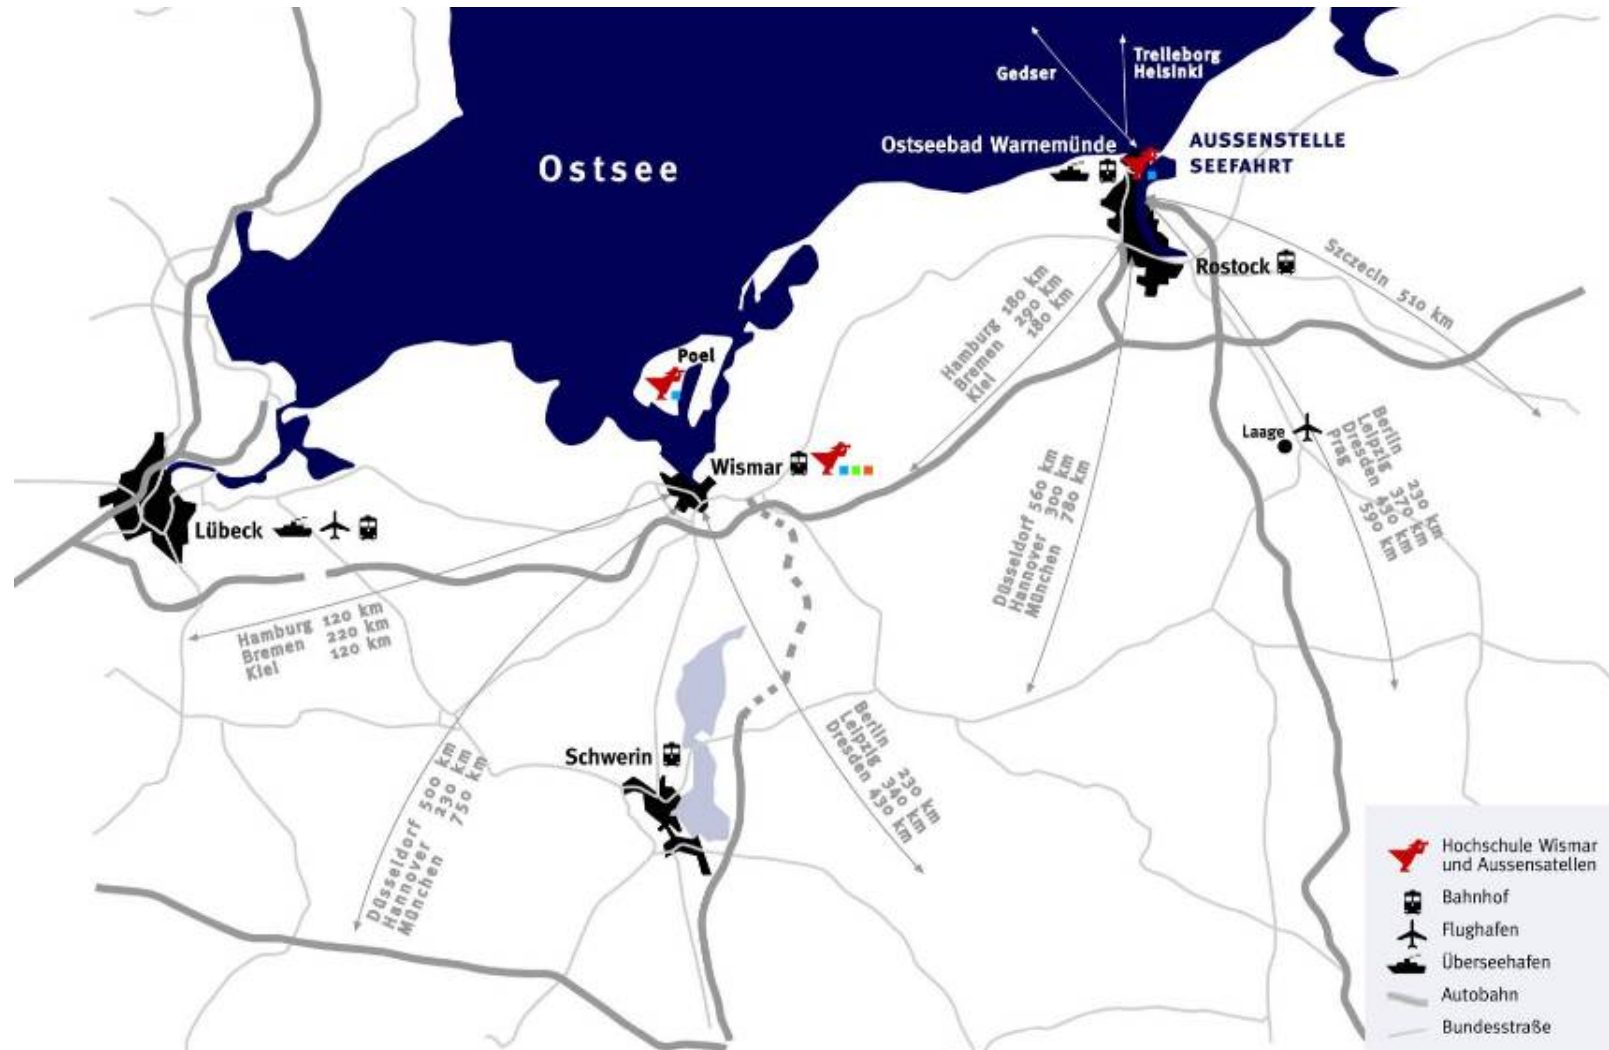 Gedser
Trelleborg
Helsinki
Ostseebad Warnemünde
AUSSENSTELLE
SEEFAHRT
Ostsee
Rostock
Szczecin 510 km
Hamburg 180 km
Bremen 290 km
Kiel 180 km
Poel
Laage
Berlin 230 km
Leipzig 370 km
Dresden 430 km
Prag 590 km
Wismar
Düsseldorf 560 km
Hannover 300 km
München 780 km
Lübeck
Hamburg 120 km
Bremen 220 km
Kiel 120 km
Berlin 230 km
Leipzig 340 km
Dresden 430 km
Schwerin
Düsseldorf 500 km
Hannover 230 km
München 750 km
Hochschule Wismar
und Aussensatellen
Bahnhof
Flughafen
Überseehafen
Autobahn
Bundesstraße